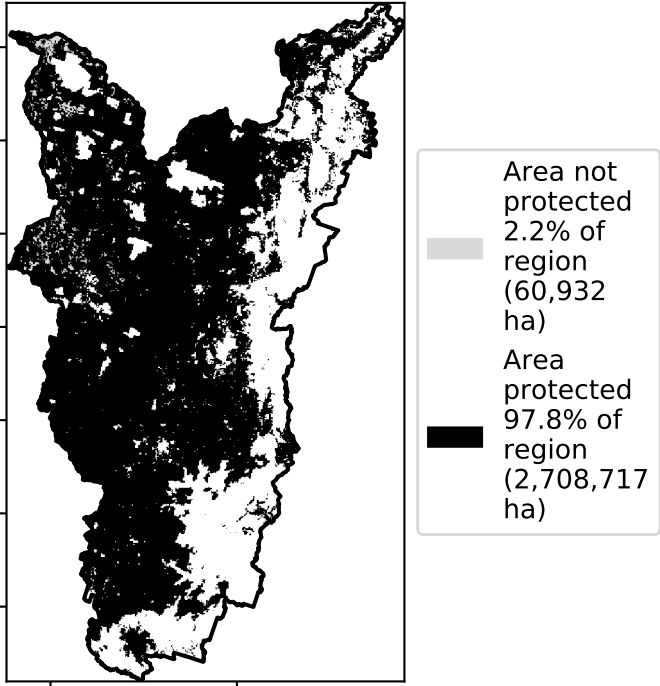 Area not
protected
2.2% of
region
(60,932
ha)
Area
protected
97.8% of
region
(2,708,717
ha)